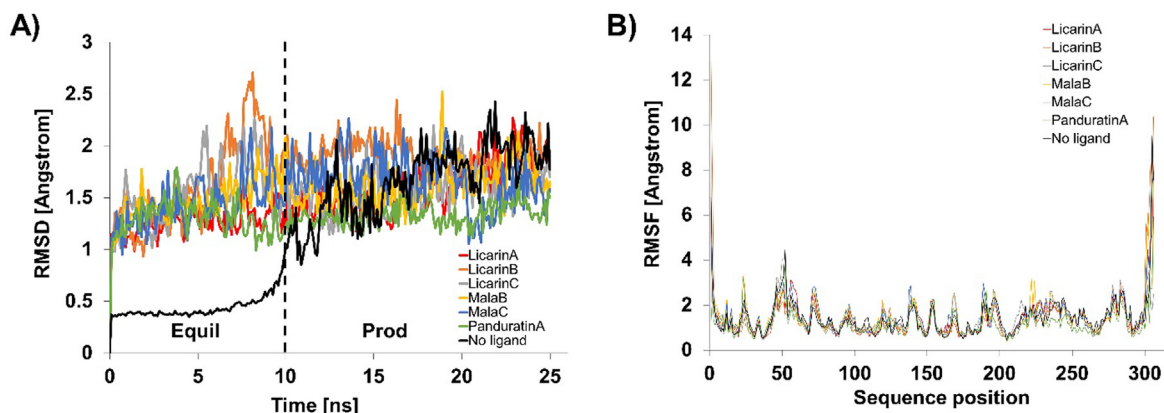 A)
3
2.5
2
1.5
1
0.5
0
RMSD [Angstrom]
Equil
Prod
LicarinA
LicarinB
LicarinC
MalaB
MalaC
PanduratinA
No ligand
0
5
10
15
20
25
Time [ns]
B)
14
12
10
8
6
4
2
0
RMSF [Angstrom]
LicarinA
LicarinB
LicarinC
MalaB
MalaC
PanduratinA
No ligand
0
50
100
150
200
250
300
Sequence position